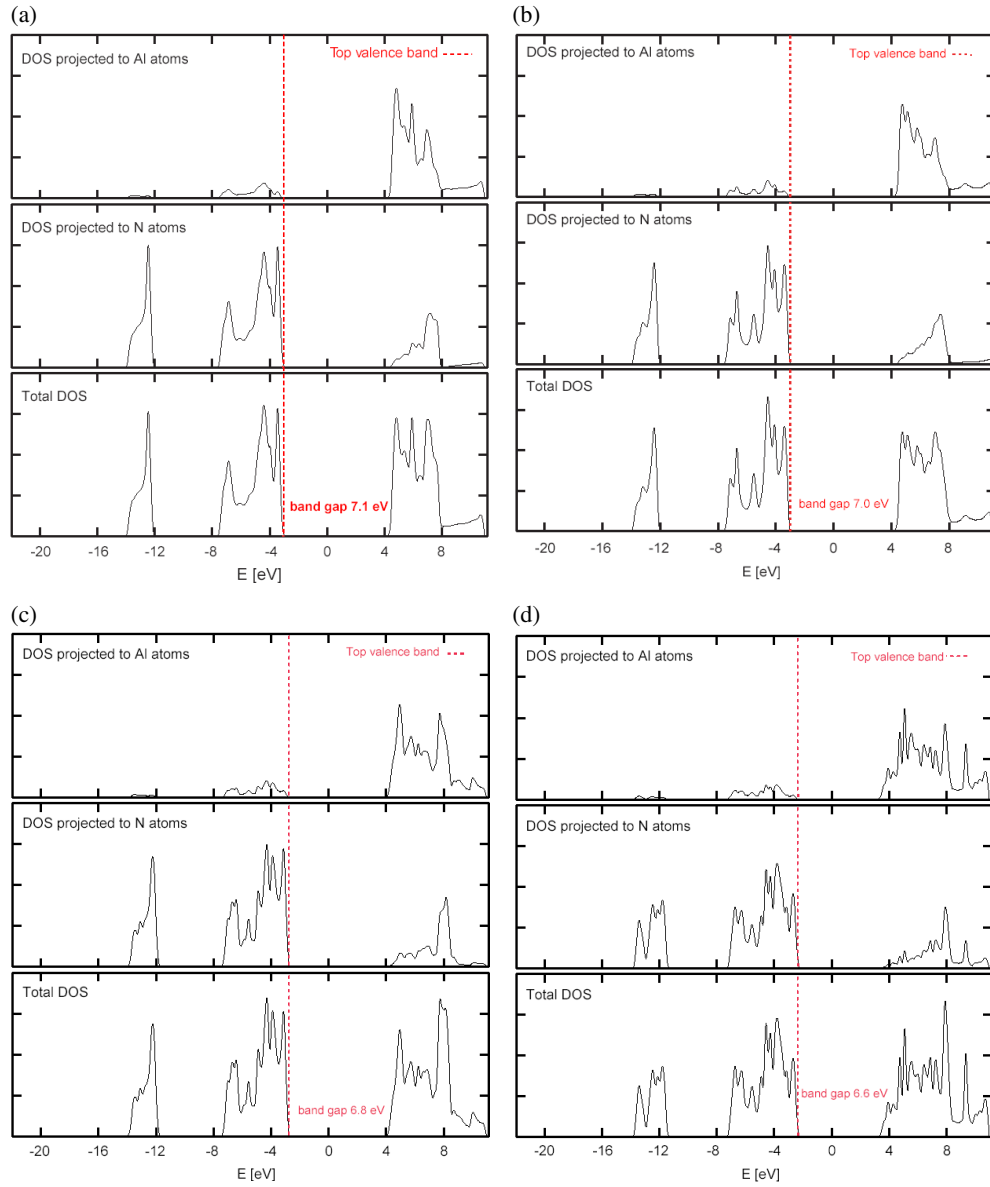 (a)
DOS projected to Al atoms
Top valence band
DOS projected to N atoms
Total DOS
band gap 7.1 eV
-20 -16 -12 -8 -4 0 4 8
E [eV]
(b)
DOS projected to Al atoms
Top valence band
DOS projected to N atoms
Total DOS
band gap 7.0 eV
-20 -16 -12 -8 -4 0 4 8
E [eV]
(c)
DOS projected to Al atoms
Top valence band
DOS projected to N atoms
Total DOS
band gap 6.8 eV
-20 -16 -12 -8 -4 0 4 8
E [eV]
(d)
DOS projected to Al atoms
Top valence band
DOS projected to N atoms
Total DOS
band gap 6.6 eV
-20 -16 -12 -8 -4 0 4 8
E [eV]